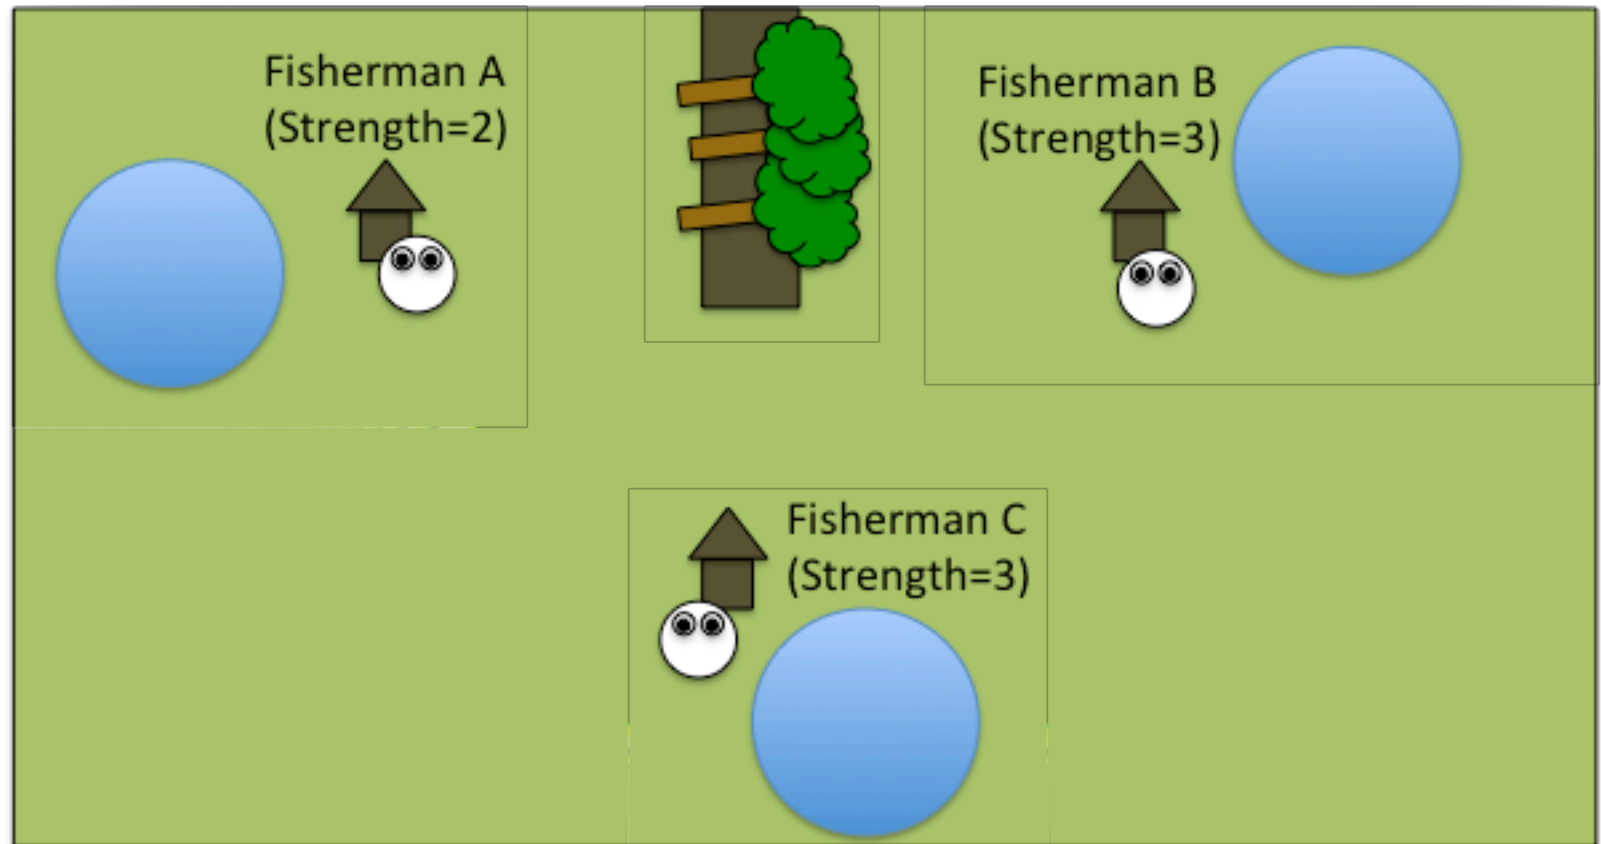 Fisherman A
(Strength=2)
Fisherman B
(Strength=3)
Fisherman C
(Strength=3)